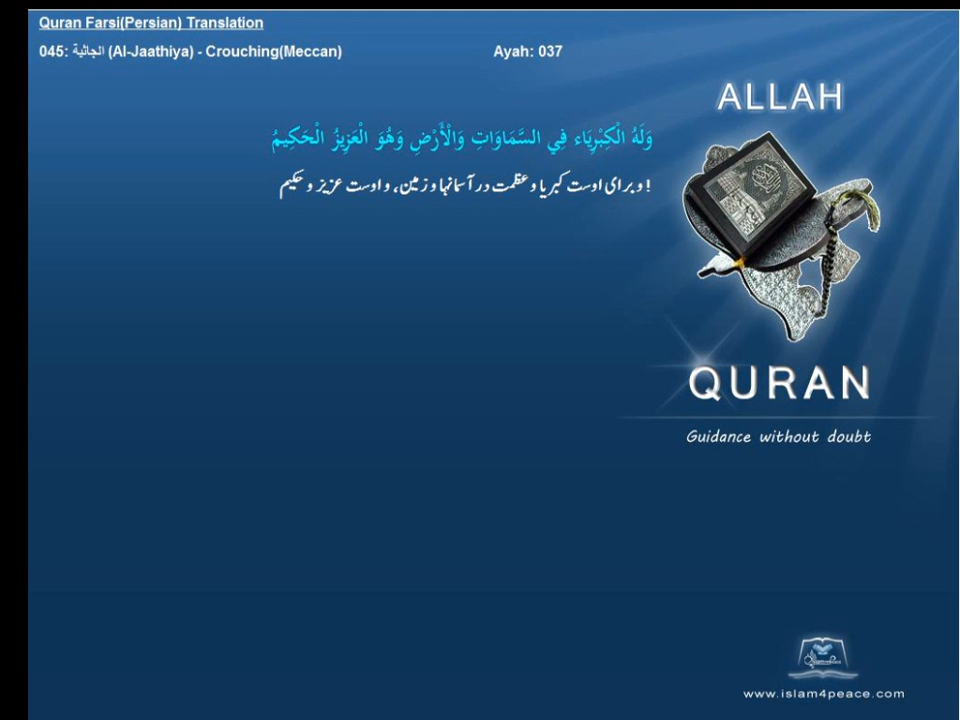 Quran Farsi(Persian) Translation
045: الجاثية (Al-Jaathiya) - Crouching(Meccan) Ayah: 037
ALLAH
وَلَهُ الْكِبْرِيَاء فِي السَّمَاوَاتِ وَالْأَرْضِ وَهُوَ الْعَزِيزُ الْحَكِيمُ
و برای اوست کبریا و عظمت در آسمانها و زمین، و اوست عزیز و حکیم!
QURAN
Guidance without doubt
www.islam4peace.com